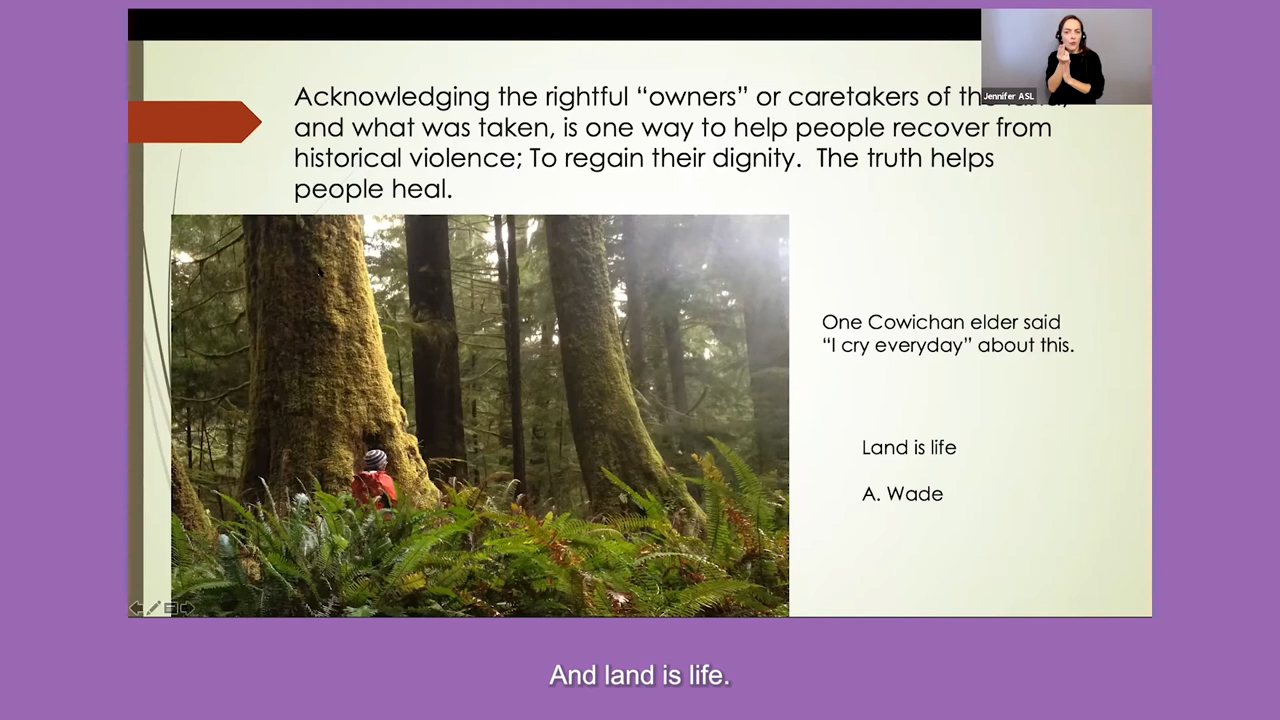 Acknowledging the rightful “owners” or caretakers of the
and what was taken, is one way to help people recover from
historical violence; To regain their dignity.  The truth helps
people heal.
Jennifer ASL
One Cowichan elder said
“I cry everyday” about this.
Land is life
A. Wade
And land is life.